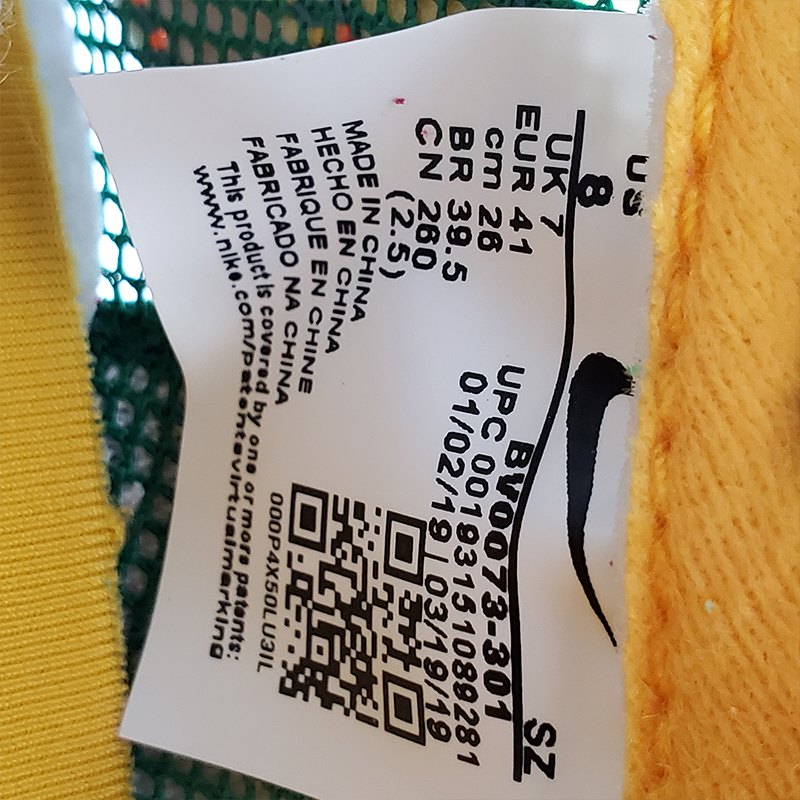 US 8
UK 7
EUR 41
cm 26
BR 39.5
CN 260
(2.5)
MADE IN CHINA
HECHO EN CHINA
FABRIQUE EN CHINE
FABRICADO NA CHINA
This product is covered by one or more patents:
www.nike.com/patentsvirtualmarking
SZ
BV0073-301
UPC 00193151089281
01/02/19 03/19/19
000P4X50LU3IL